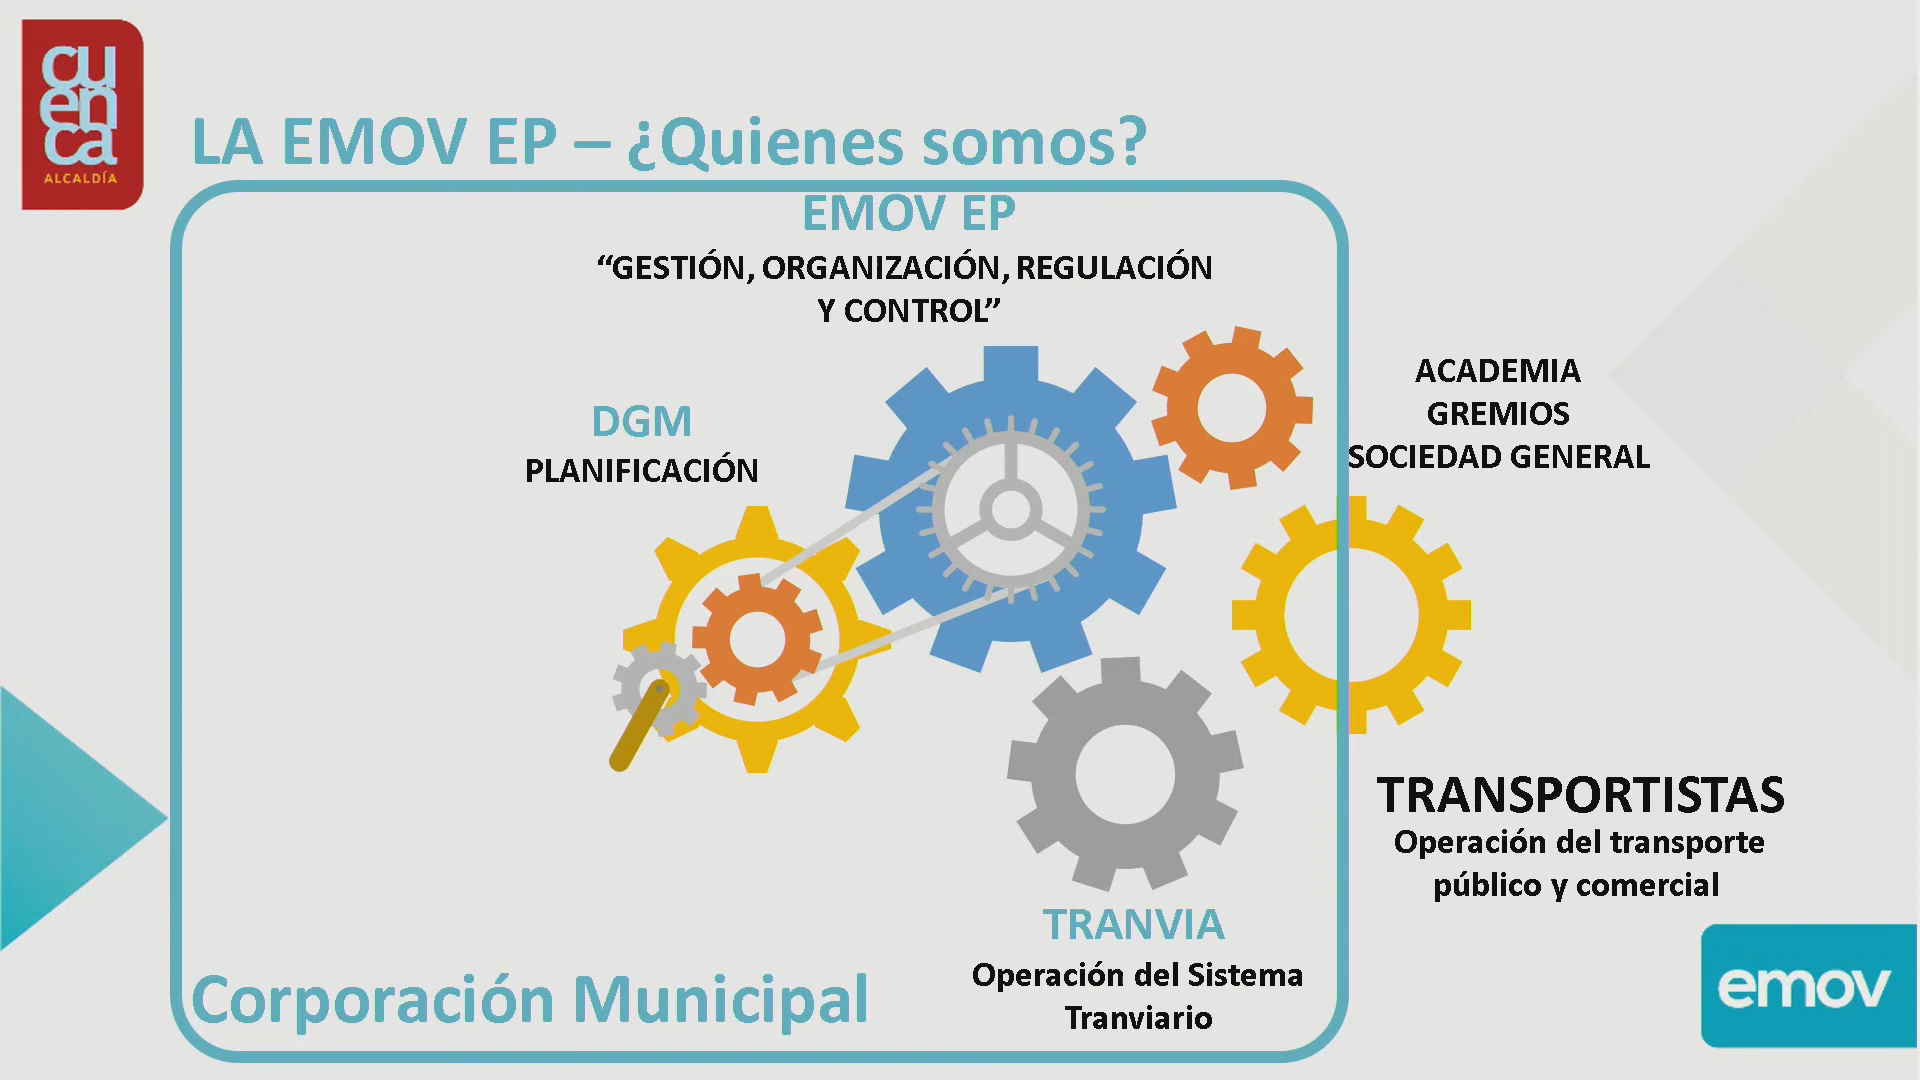 cu
en
ca
ALCALDÍA
LA EMOV EP – ¿Quienes somos?
EMOV EP
“GESTIÓN, ORGANIZACIÓN, REGULACIÓN
Y CONTROL”
DGM
PLANIFICACIÓN
ACADEMIA
GREMIOS
SOCIEDAD GENERAL
TRANSPORTISTAS
Operación del transporte
público y comercial
TRANVIA
Operación del Sistema
Tranviario
Corporación Municipal
emov